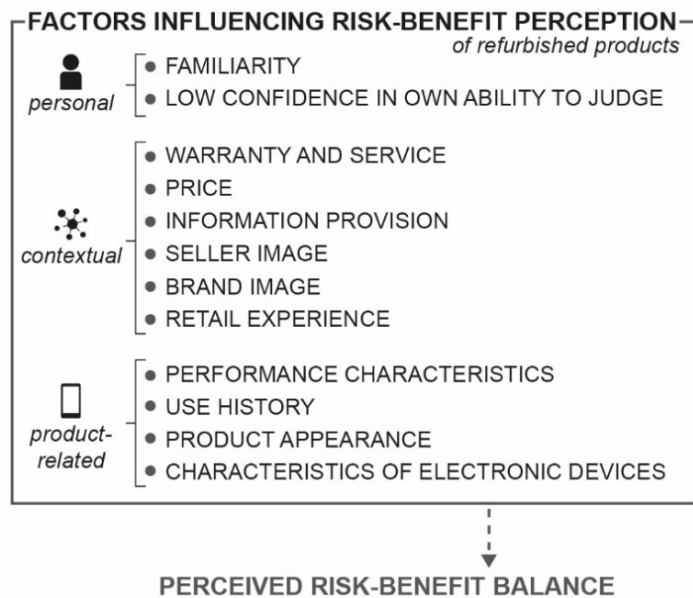 FACTORS INFLUENCING RISK-BENEFIT PERCEPTION
of refurbished products
personal
FAMILIARITY
LOW CONFIDENCE IN OWN ABILITY TO JUDGE
contextual
WARRANTY AND SERVICE
PRICE
INFORMATION PROVISION
SELLER IMAGE
BRAND IMAGE
RETAIL EXPERIENCE
product-
related
PERFORMANCE CHARACTERISTICS
USE HISTORY
PRODUCT APPEARANCE
CHARACTERISTICS OF ELECTRONIC DEVICES
PERCEIVED RISK-BENEFIT BALANCE